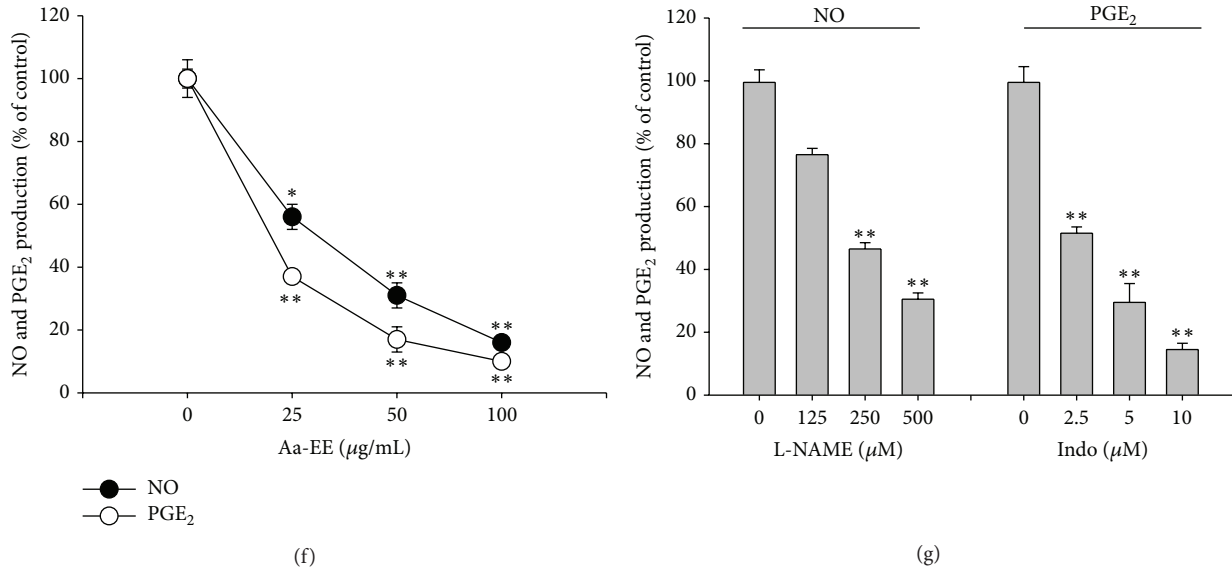 NO and PGE₂ production (% of control)
120
100
80
60
40
20
0
*
**
**
**
**
**
0 25 50 100
Aa-EE (μg/mL)
NO
PGE₂
(f)
NO and PGE₂ production (% of control)
120
100
80
60
40
20
0
NO PGE₂
**
**
**
**
**
0 125 250 500 0 2.5 5 10
L-NAME (μM) Indo (μM)
(g)